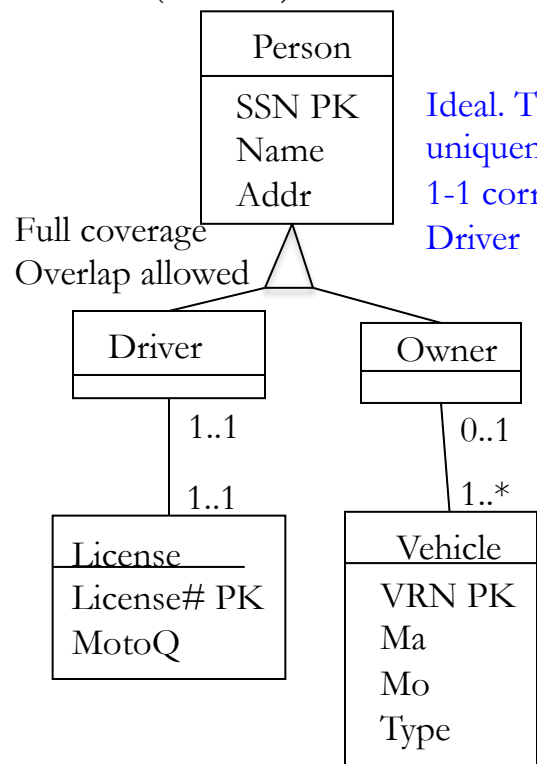 Person
SSN PK
Name
Addr
Ideal. T
1-1 corr
Driver
Full coverage
Overlap allowed
Driver
Owner
1..1
0..1
1..1
1..*
License
License# PK
MotoQ
Vehicle
VRN PK
Ma
Mo
Type